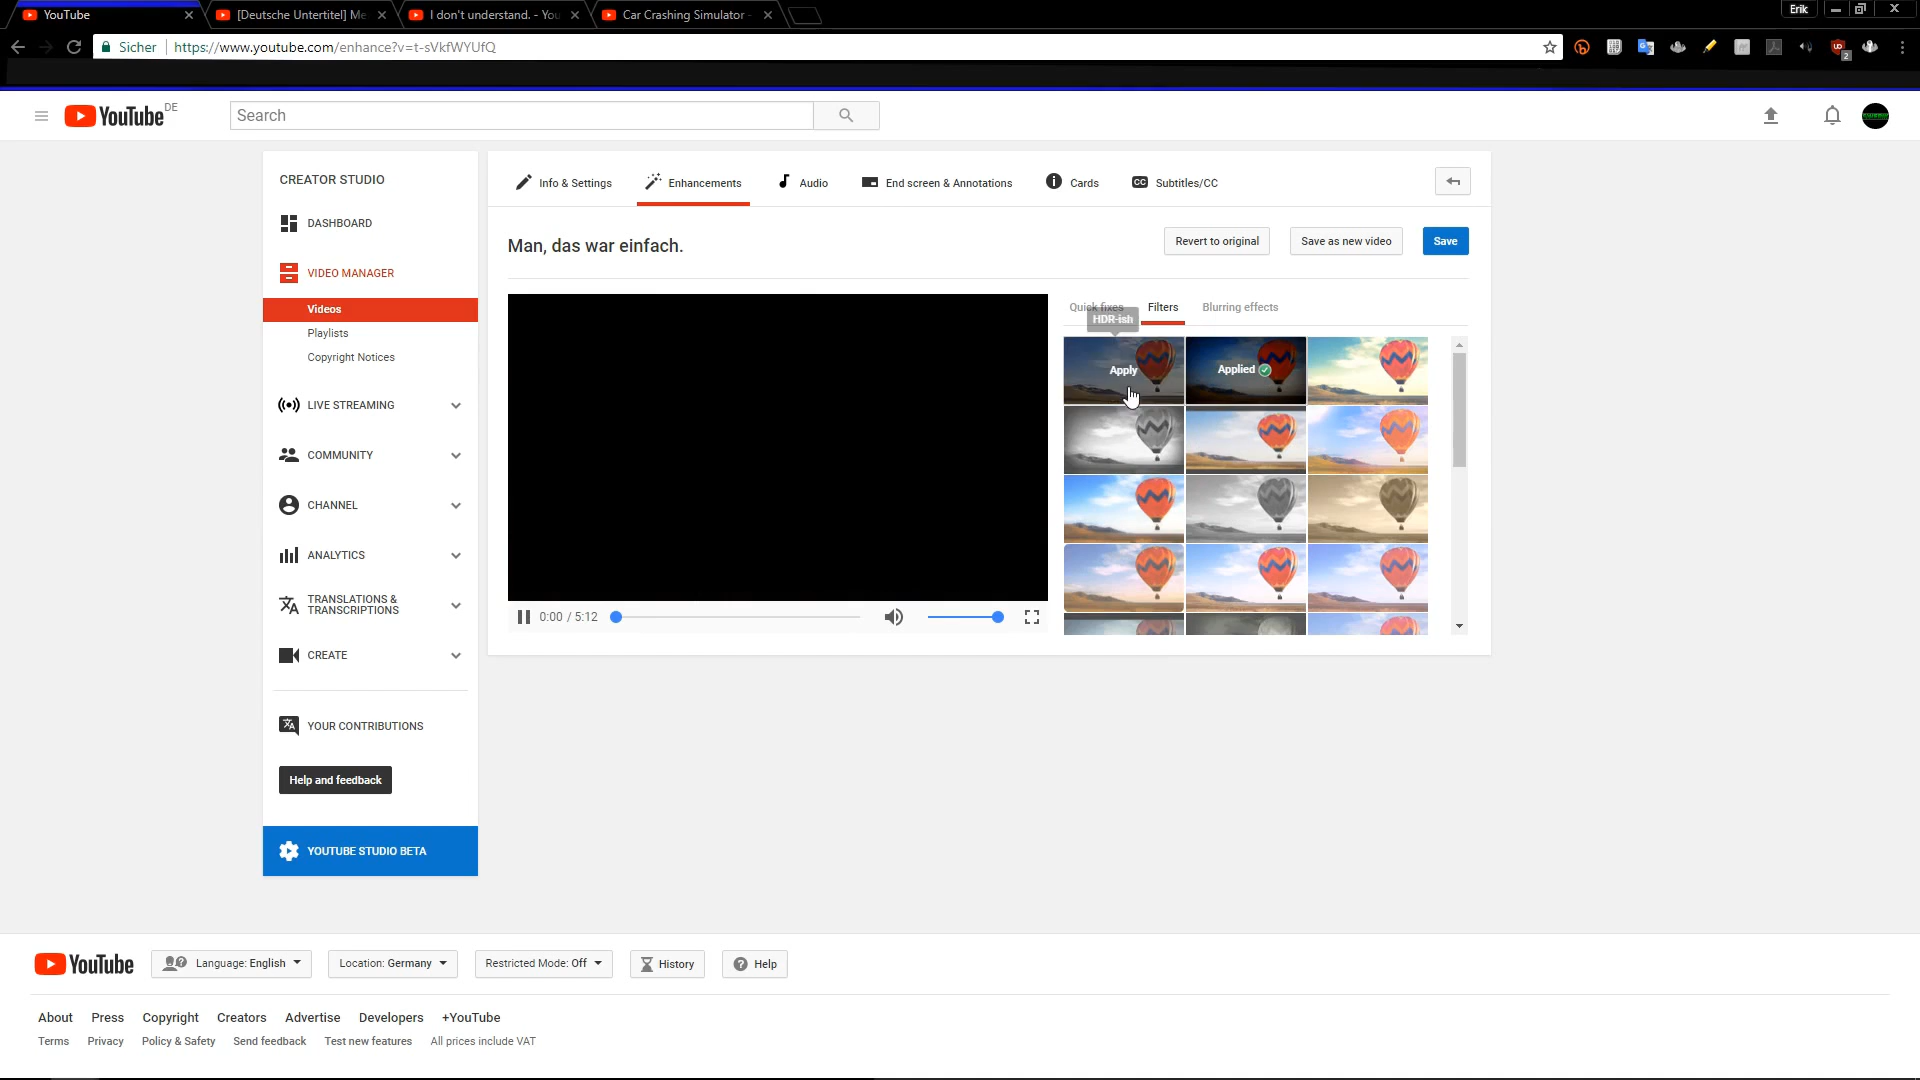 YouTube
[Deutsche Untertitel] Me
I don't understand. - You
Car Crashing Simulator -
Erik
Sicher
https://www.youtube.com/enhance?v=t-sVkfWYUfQ
2
YouTube DE
Search
CREATOR STUDIO
DASHBOARD
VIDEO MANAGER
Videos
Playlists
Copyright Notices
LIVE STREAMING
COMMUNITY
CHANNEL
ANALYTICS
TRANSLATIONS &
TRANSCRIPTIONS
CREATE
YOUR CONTRIBUTIONS
Help and feedback
YOUTUBE STUDIO BETA
Info & Settings
Enhancements
Audio
End screen & Annotations
Cards
CC Subtitles/CC
Man, das war einfach.
Revert to original
Save as new video
Save
Quick fixes
Filters
Blurring effects
HDR-ish
Apply
Applied
0:00 / 5:12
YouTube
Language: English
Location: Germany
Restricted Mode: Off
History
Help
About Press Copyright Creators Advertise Developers +YouTube
Terms Privacy Policy & Safety Send feedback Test new features All prices include VAT